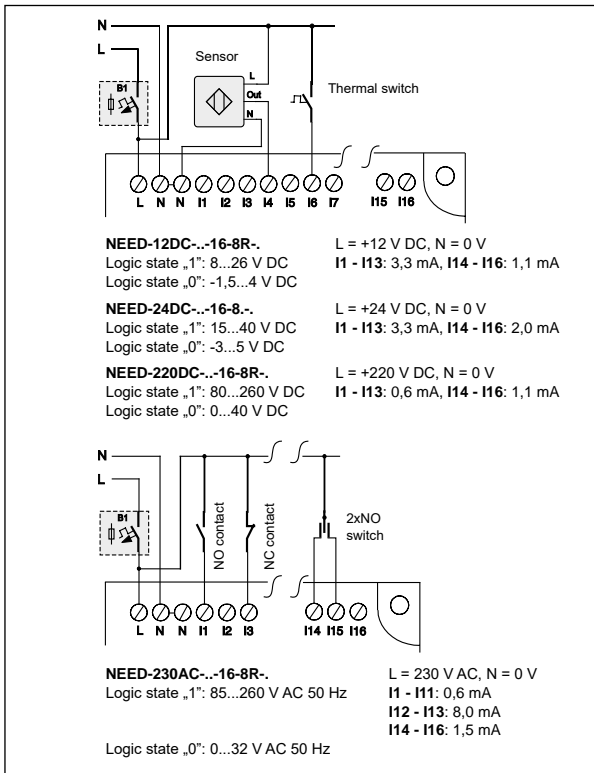 N
L
B1
Sensor
L
Out
N
Thermal switch
L N N I1 I2 I3 I4 I5 I6 I7 I15 I16
NEED-12DC-..-16-8R-. L = +12 V DC, N = 0 V
Logic state „1”: 8...26 V DC I1 - I13: 3,3 mA, I14 - I16: 1,1 mA
Logic state „0”: -1,5...4 V DC
NEED-24DC-..-16-8.-. L = +24 V DC, N = 0 V
Logic state „1”: 15...40 V DC I1 - I13: 3,3 mA, I14 - I16: 2,0 mA
Logic state „0”: -3...5 V DC
NEED-220DC-..-16-8R-. L = +220 V DC, N = 0 V
Logic state „1”: 80...260 V DC I1 - I13: 0,6 mA, I14 - I16: 1,1 mA
Logic state „0”: 0...40 V DC
N
L
B1
NO contact
NC contact
2xNO
switch
L N N I1 I2 I3 I14 I15 I16
NEED-230AC-..-16-8R-. L = 230 V AC, N = 0 V
Logic state „1”: 85...260 V AC 50 Hz I1 - I11: 0,6 mA
I12 - I13: 8,0 mA
I14 - I16: 1,5 mA
Logic state „0”: 0...32 V AC 50 Hz